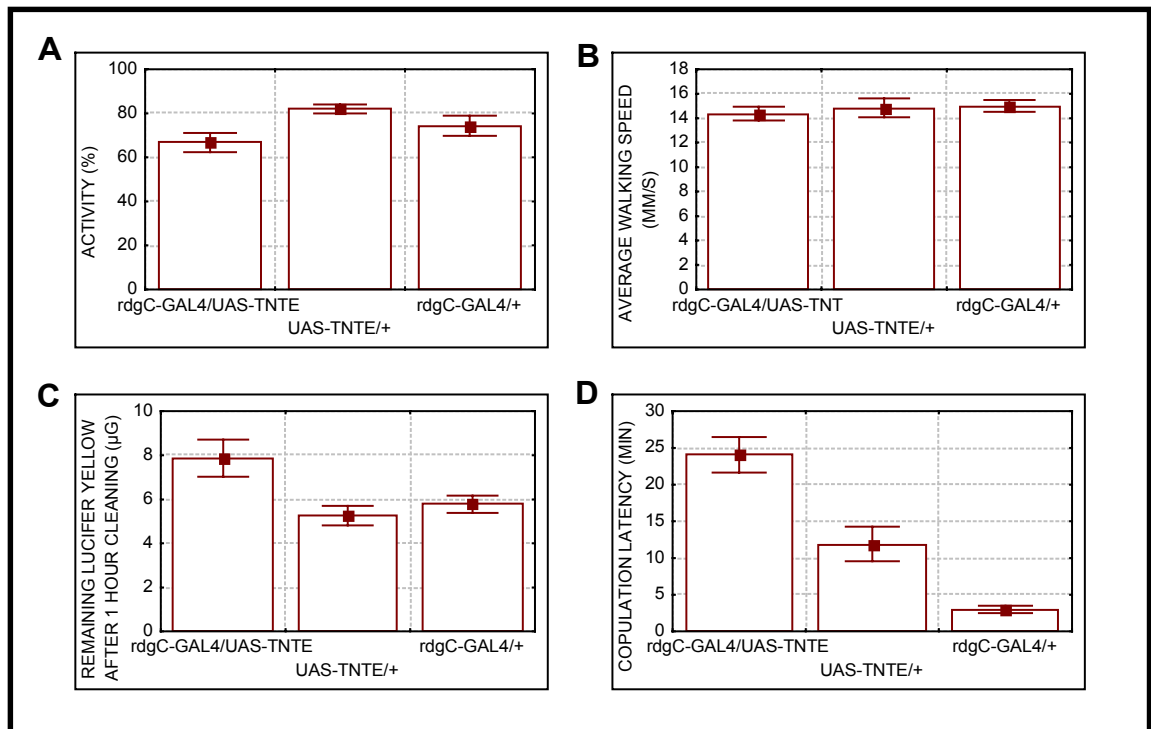 A
ACTIVITY (%)
100
80
60
40
20
0
rdgC-GAL4/UAS-TNTE
UAS-TNTE/+
rdgC-GAL4/+
B
AVERAGE WALKING SPEED
(MM/S)
18
16
14
12
10
8
6
4
2
0
rdgC-GAL4/UAS-TNT
UAS-TNTE/+
rdgC-GAL4/+
C
REMAINING LUCIFER YELLOW
AFTER 1 HOUR CLEANING (µG)
10
8
6
4
2
0
rdgC-GAL4/UAS-TNTE
UAS-TNTE/+
rdgC-GAL4/+
D
COPULATION LATENCY (MIN)
30
25
20
15
10
5
0
rdgC-GAL4/UAS-TNTE
UAS-TNTE/+
rdgC-GAL4/+